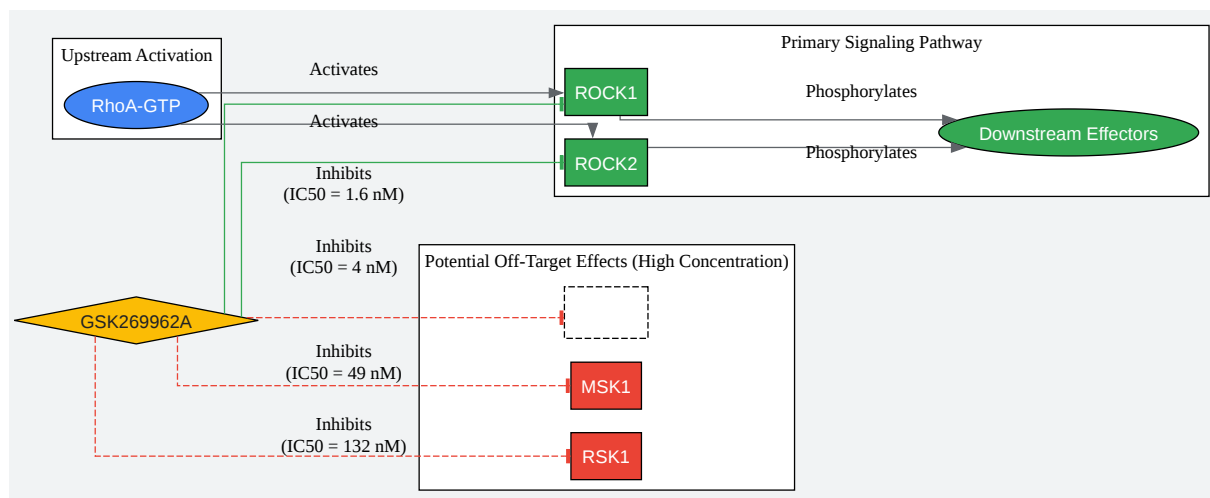 Upstream Activation
RhoA-GTP
Activates
Activates
Primary Signaling Pathway
ROCK1
ROCK2
Phosphorylates
Phosphorylates
Downstream Effectors
Inhibits
(IC50 = 1.6 nM)
Inhibits
(IC50 = 4 nM)
GSK269962A
Potential Off-Target Effects (High Concentration)
Inhibits
(IC50 = 49 nM)
MSK1
Inhibits
(IC50 = 132 nM)
RSK1